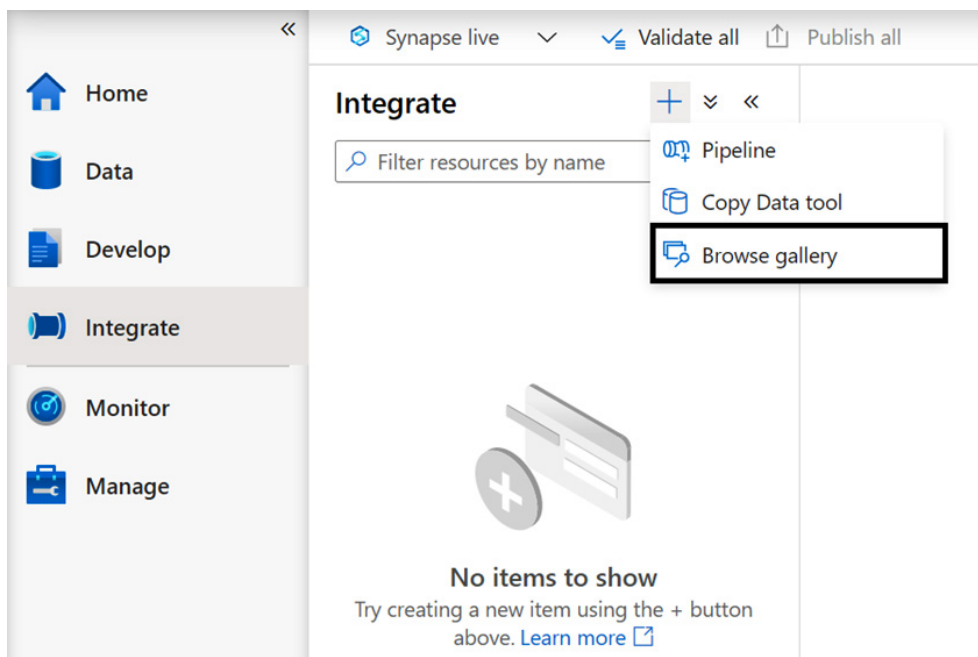 «
Synapse live
Validate all
Publish all
Home
Data
Develop
Integrate
Monitor
Manage
Integrate
«
Filter resources by name
Pipeline
Copy Data tool
Browse gallery
No items to show
Try creating a new item using the + button
above. Learn more